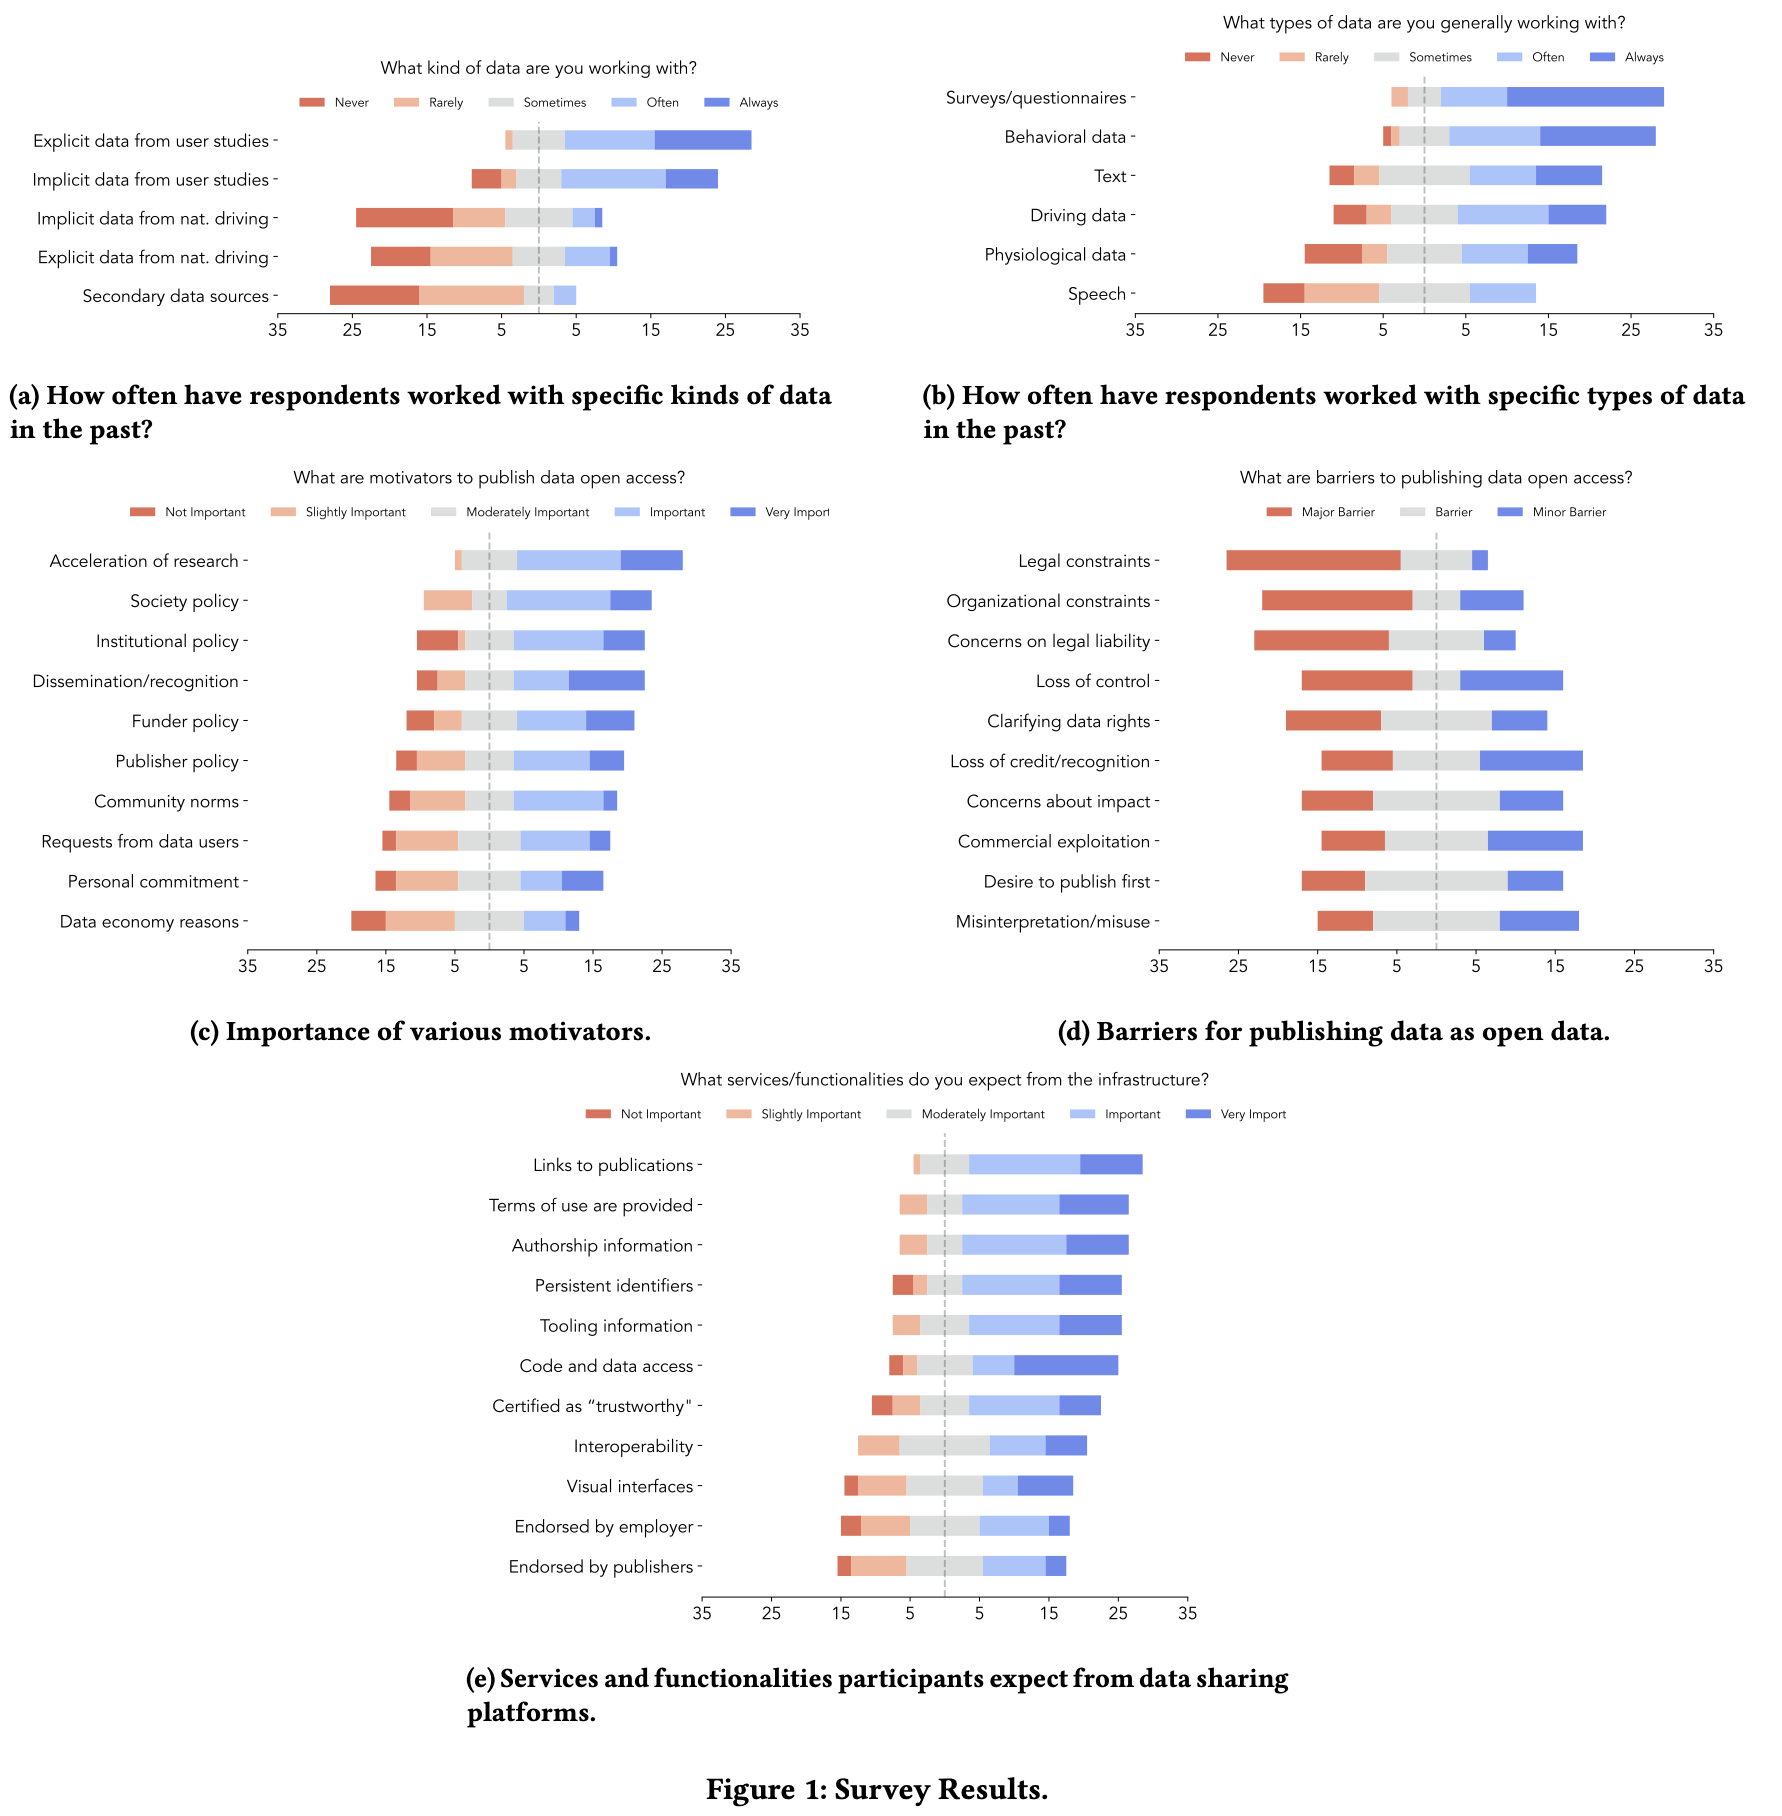 What kind of data are you working with?
Never Rarely Sometimes Often Always
Explicit data from user studies
Implicit data from user studies
Implicit data from nat. driving
Explicit data from nat. driving
Secondary data sources
35 25 15 5 5 15 25 35
(a) How often have respondents worked with specific kinds of data
in the past?
What types of data are you generally working with?
Never Rarely Sometimes Often Always
Surveys/questionnaires
Behavioral data
Text
Driving data
Physiological data
Speech
35 25 15 5 5 15 25 35
(b) How often have respondents worked with specific types of data
in the past?
What are motivators to publish data open access?
Not Important Slightly Important Moderately Important Important Very Impor
Acceleration of research
Society policy
Institutional policy
Dissemination/recognition
Funder policy
Publisher policy
Community norms
Requests from data users
Personal commitment
Data economy reasons
35 25 15 5 5 15 25 35
(c) Importance of various motivators.
What are barriers to publishing data open access?
Major Barrier Barrier Minor Barrier
Legal constraints
Organizational constraints
Concerns on legal liability
Loss of control
Clarifying data rights
Loss of credit/recognition
Concerns about impact
Commercial exploitation
Desire to publish first
Misinterpretation/misuse
35 25 15 5 5 15 25 35
(d) Barriers for publishing data as open data.
What services/functionalities do you expect from the infrastructure?
Not Important Slightly Important Moderately Important Important Very Import
Links to publications
Terms of use are provided
Authorship information
Persistent identifiers
Tooling information
Code and data access
Certified as “trustworthy"
Interoperability
Visual interfaces
Endorsed by employer
Endorsed by publishers
35 25 15 5 5 15 25 35
(e) Services and functionalities participants expect from data sharing
platforms.
Figure 1: Survey Results.